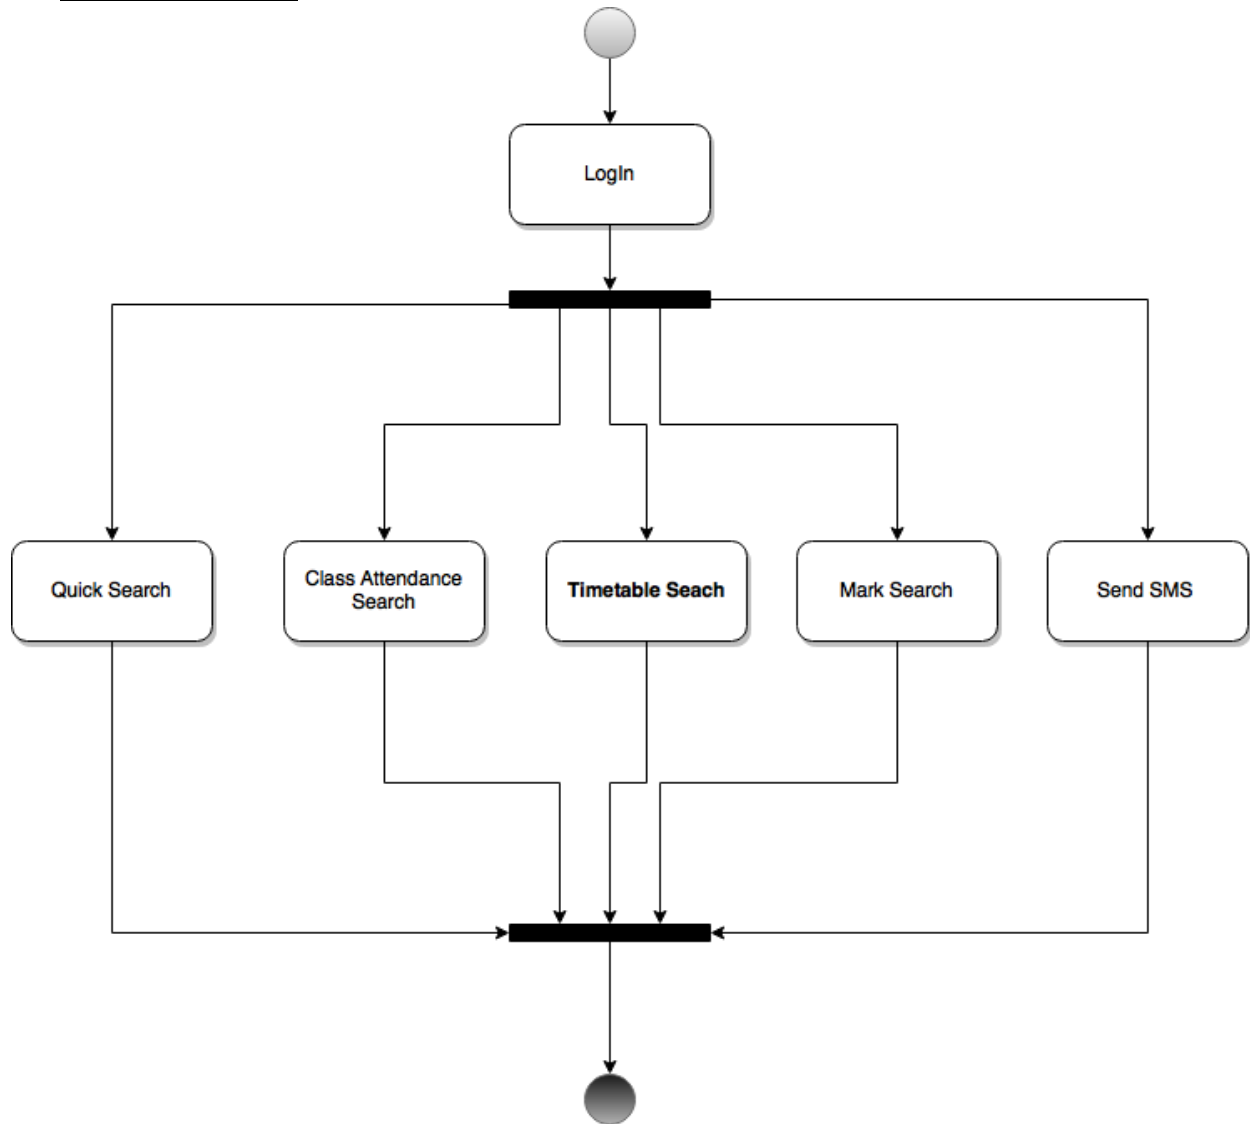 LogIn
Quick Search
Class Attendance
Search
Timetable Seach
Mark Search
Send SMS